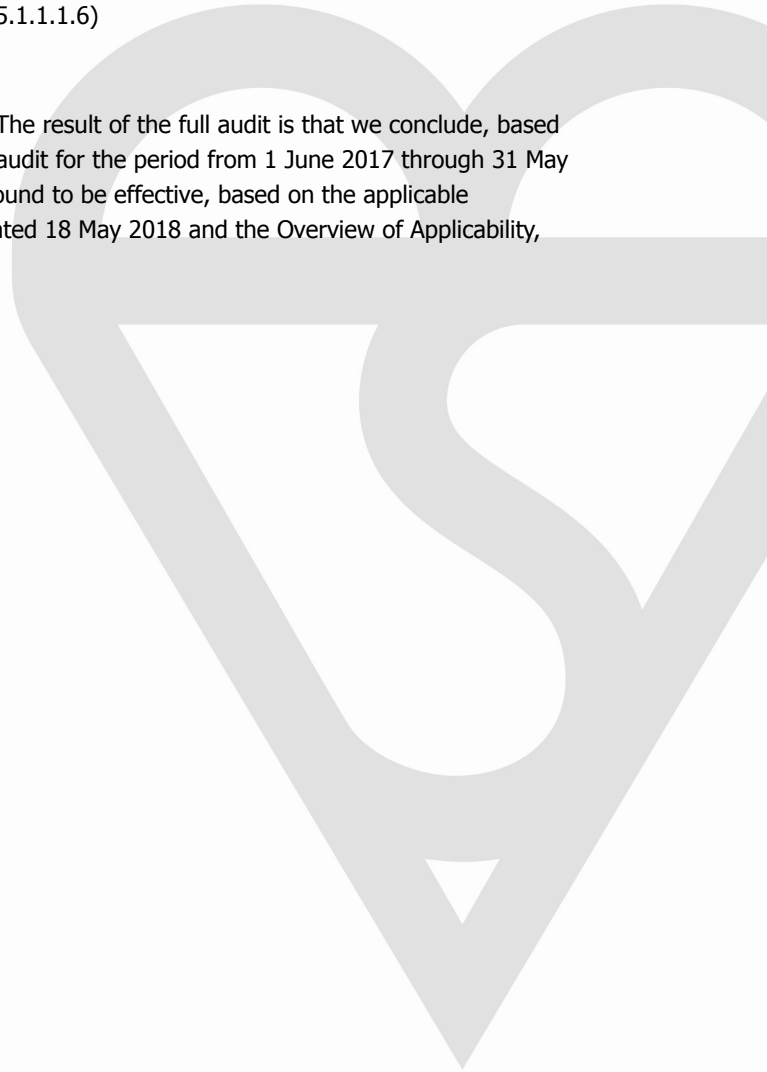 5.1.1.1.6)
The result of the full audit is that we conclude, based
audit for the period from 1 June 2017 through 31 May
ound to be effective, based on the applicable
ated 18 May 2018 and the Overview of Applicability,